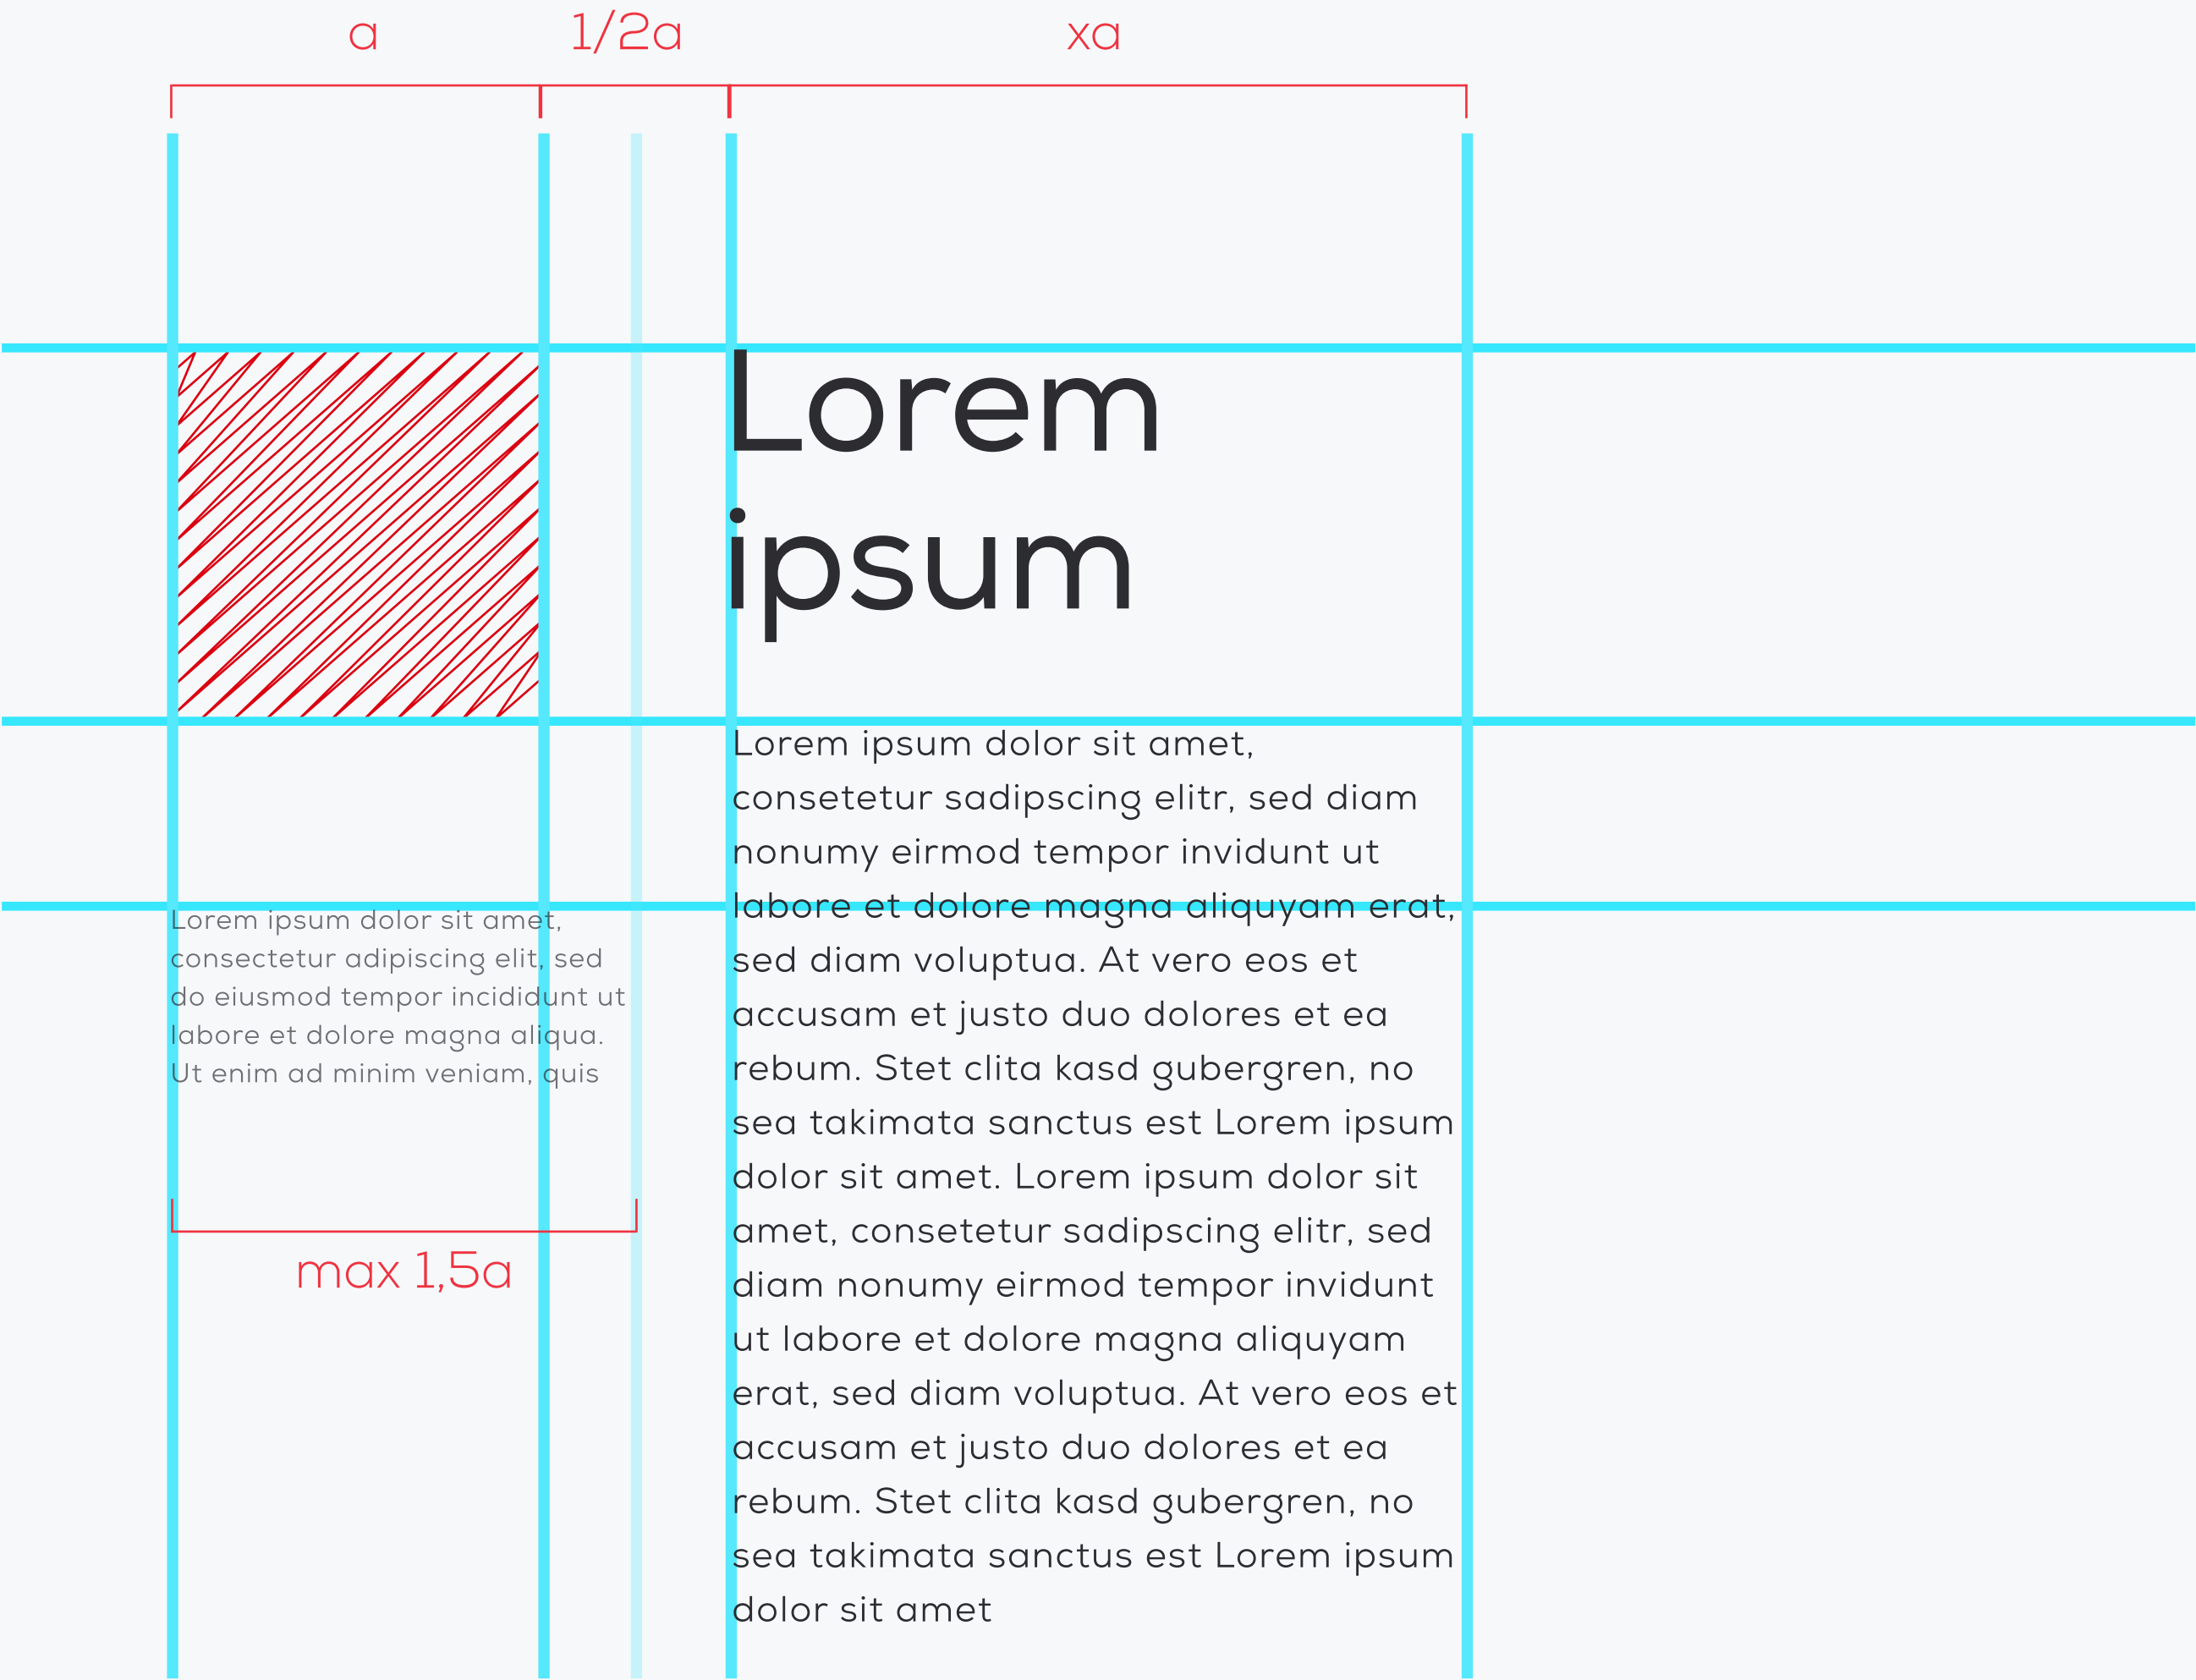 a
1/2a
xa
Lorem
ipsum
Lorem ipsum dolor sit amet,
consetetur sadipscing elitr, sed diam
nonumy eirmod tempor invidunt ut
labore et dolore magna aliquyam erat,
sed diam voluptua. At vero eos et
accusam et justo duo dolores et ea
rebum. Stet clita kasd gubergren, no
sea takimata sanctus est Lorem ipsum
dolor sit amet. Lorem ipsum dolor sit
amet, consetetur sadipscing elitr, sed
diam nonumy eirmod tempor invidunt
ut labore et dolore magna aliquyam
erat, sed diam voluptua. At vero eos et
accusam et justo duo dolores et ea
rebum. Stet clita kasd gubergren, no
sea takimata sanctus est Lorem ipsum
dolor sit amet
Lorem ipsum dolor sit amet,
consectetur adipiscing elit, sed
do eiusmod tempor incididunt ut
labore et dolore magna aliqua.
Ut enim ad minim veniam, quis
max 1,5a